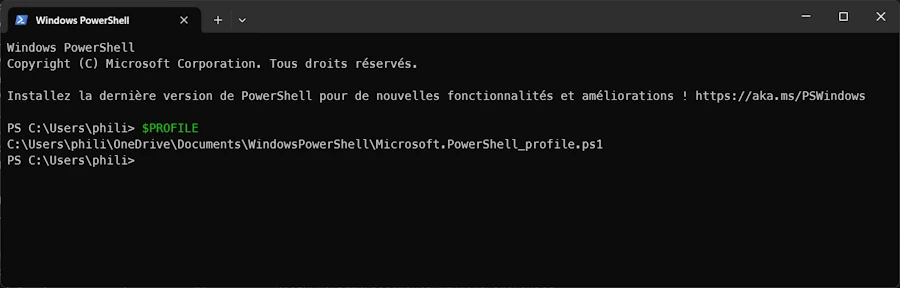 Windows PowerShell
Windows PowerShell
Copyright (C) Microsoft Corporation. Tous droits réservés.
Installez la dernière version de PowerShell pour de nouvelles fonctionnalités et améliorations ! https://aka.ms/PSWindows
PS C:\Users\phili> $PROFILE
C:\Users\phili\OneDrive\Documents\WindowsPowerShell\Microsoft.PowerShell_profile.ps1
PS C:\Users\phili>